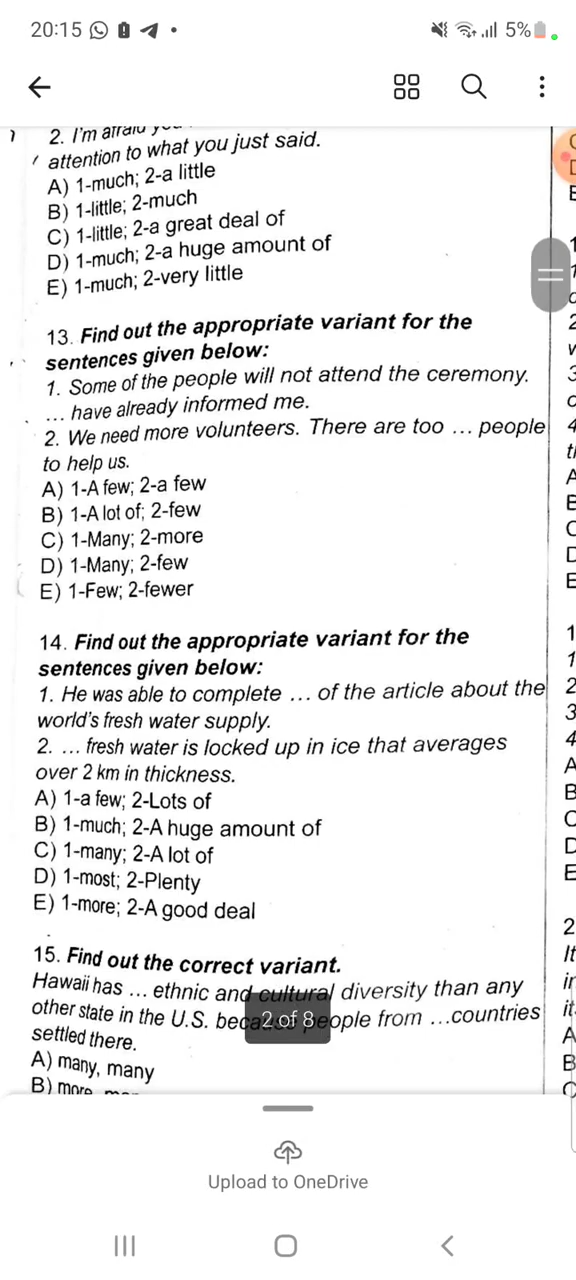 20:15
5%
2. I'm afraid
attention to what you just said.
A) 1-much; 2-a little
B) 1-little; 2-much
C) 1-little; 2-a great deal of
D) 1-much; 2-a huge amount of
E) 1-much; 2-very little
13. Find out the appropriate variant for the
sentences given below:
1. Some of the people will not attend the ceremony.
... have already informed me.
2. We need more volunteers. There are too ... people
to help us.
A) 1-A few; 2-a few
B) 1-A lot of; 2-few
C) 1-Many; 2-more
D) 1-Many; 2-few
E) 1-Few; 2-fewer
14. Find out the appropriate variant for the
sentences given below:
1. He was able to complete ... of the article about the
world's fresh water supply.
2. ... fresh water is locked up in ice that averages
over 2 km in thickness.
A) 1-a few; 2-Lots of
B) 1-much; 2-A huge amount of
C) 1-many; 2-A lot of
D) 1-most; 2-Plenty
E) 1-more; 2-A good deal
15. Find out the correct variant.
Hawaii has ... ethnic and cultural diversity than any
other state in the U.S. because people from ...countries
settled there.
A) many, many
B) more,
2 of 8
Upload to OneDrive